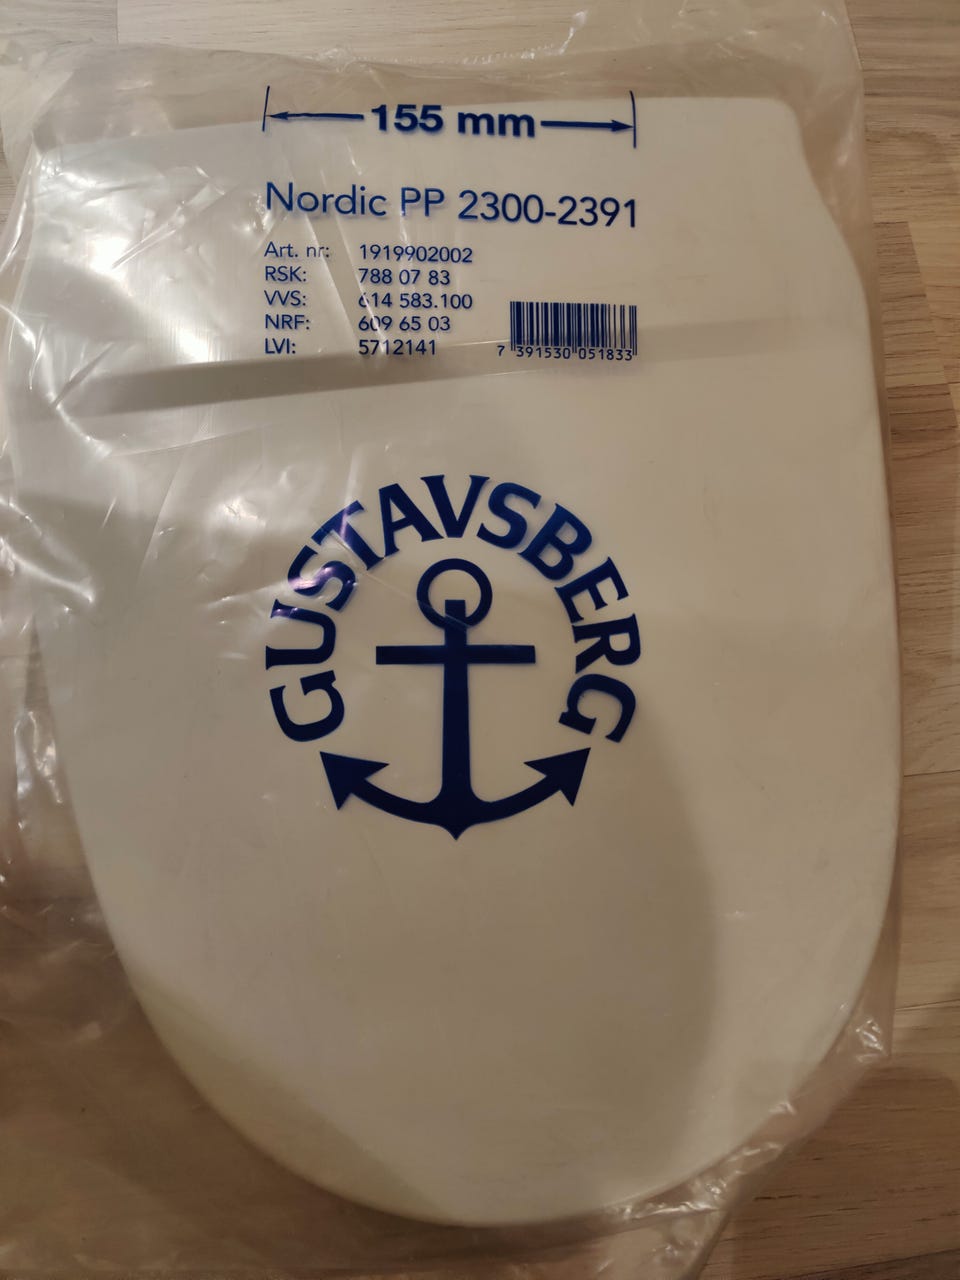 155 mm
Nordic PP 2300-2391
Art. nr: 1919902002
RSK: 788 07 83
VVS: 614 583.100
NRF: 609 65 03
LVI: 5712141
7 391530 051833
GUSTAVSBERG